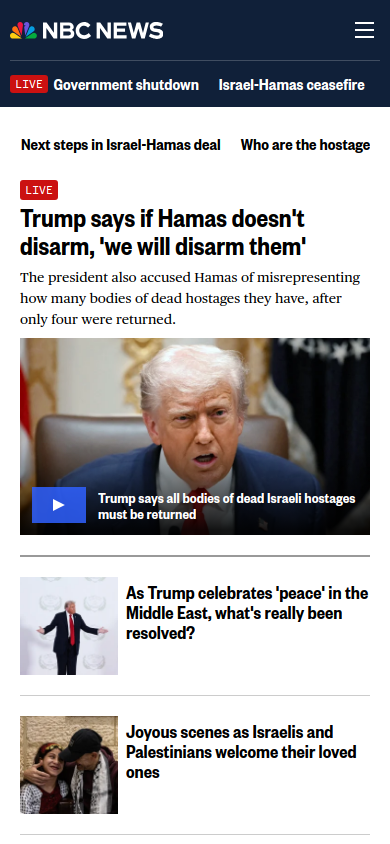 NBC NEWS
LIVE Government shutdown Israel-Hamas ceasefire
Next steps in Israel-Hamas deal Who are the hostage
LIVE
Trump says if Hamas doesn't
disarm, 'we will disarm them'
The president also accused Hamas of misrepresenting
how many bodies of dead hostages they have, after
only four were returned.
Trump says all bodies of dead Israeli hostages
must be returned
As Trump celebrates 'peace' in the
Middle East, what's really been
resolved?
Joyous scenes as Israelis and
Palestinians welcome their loved
ones